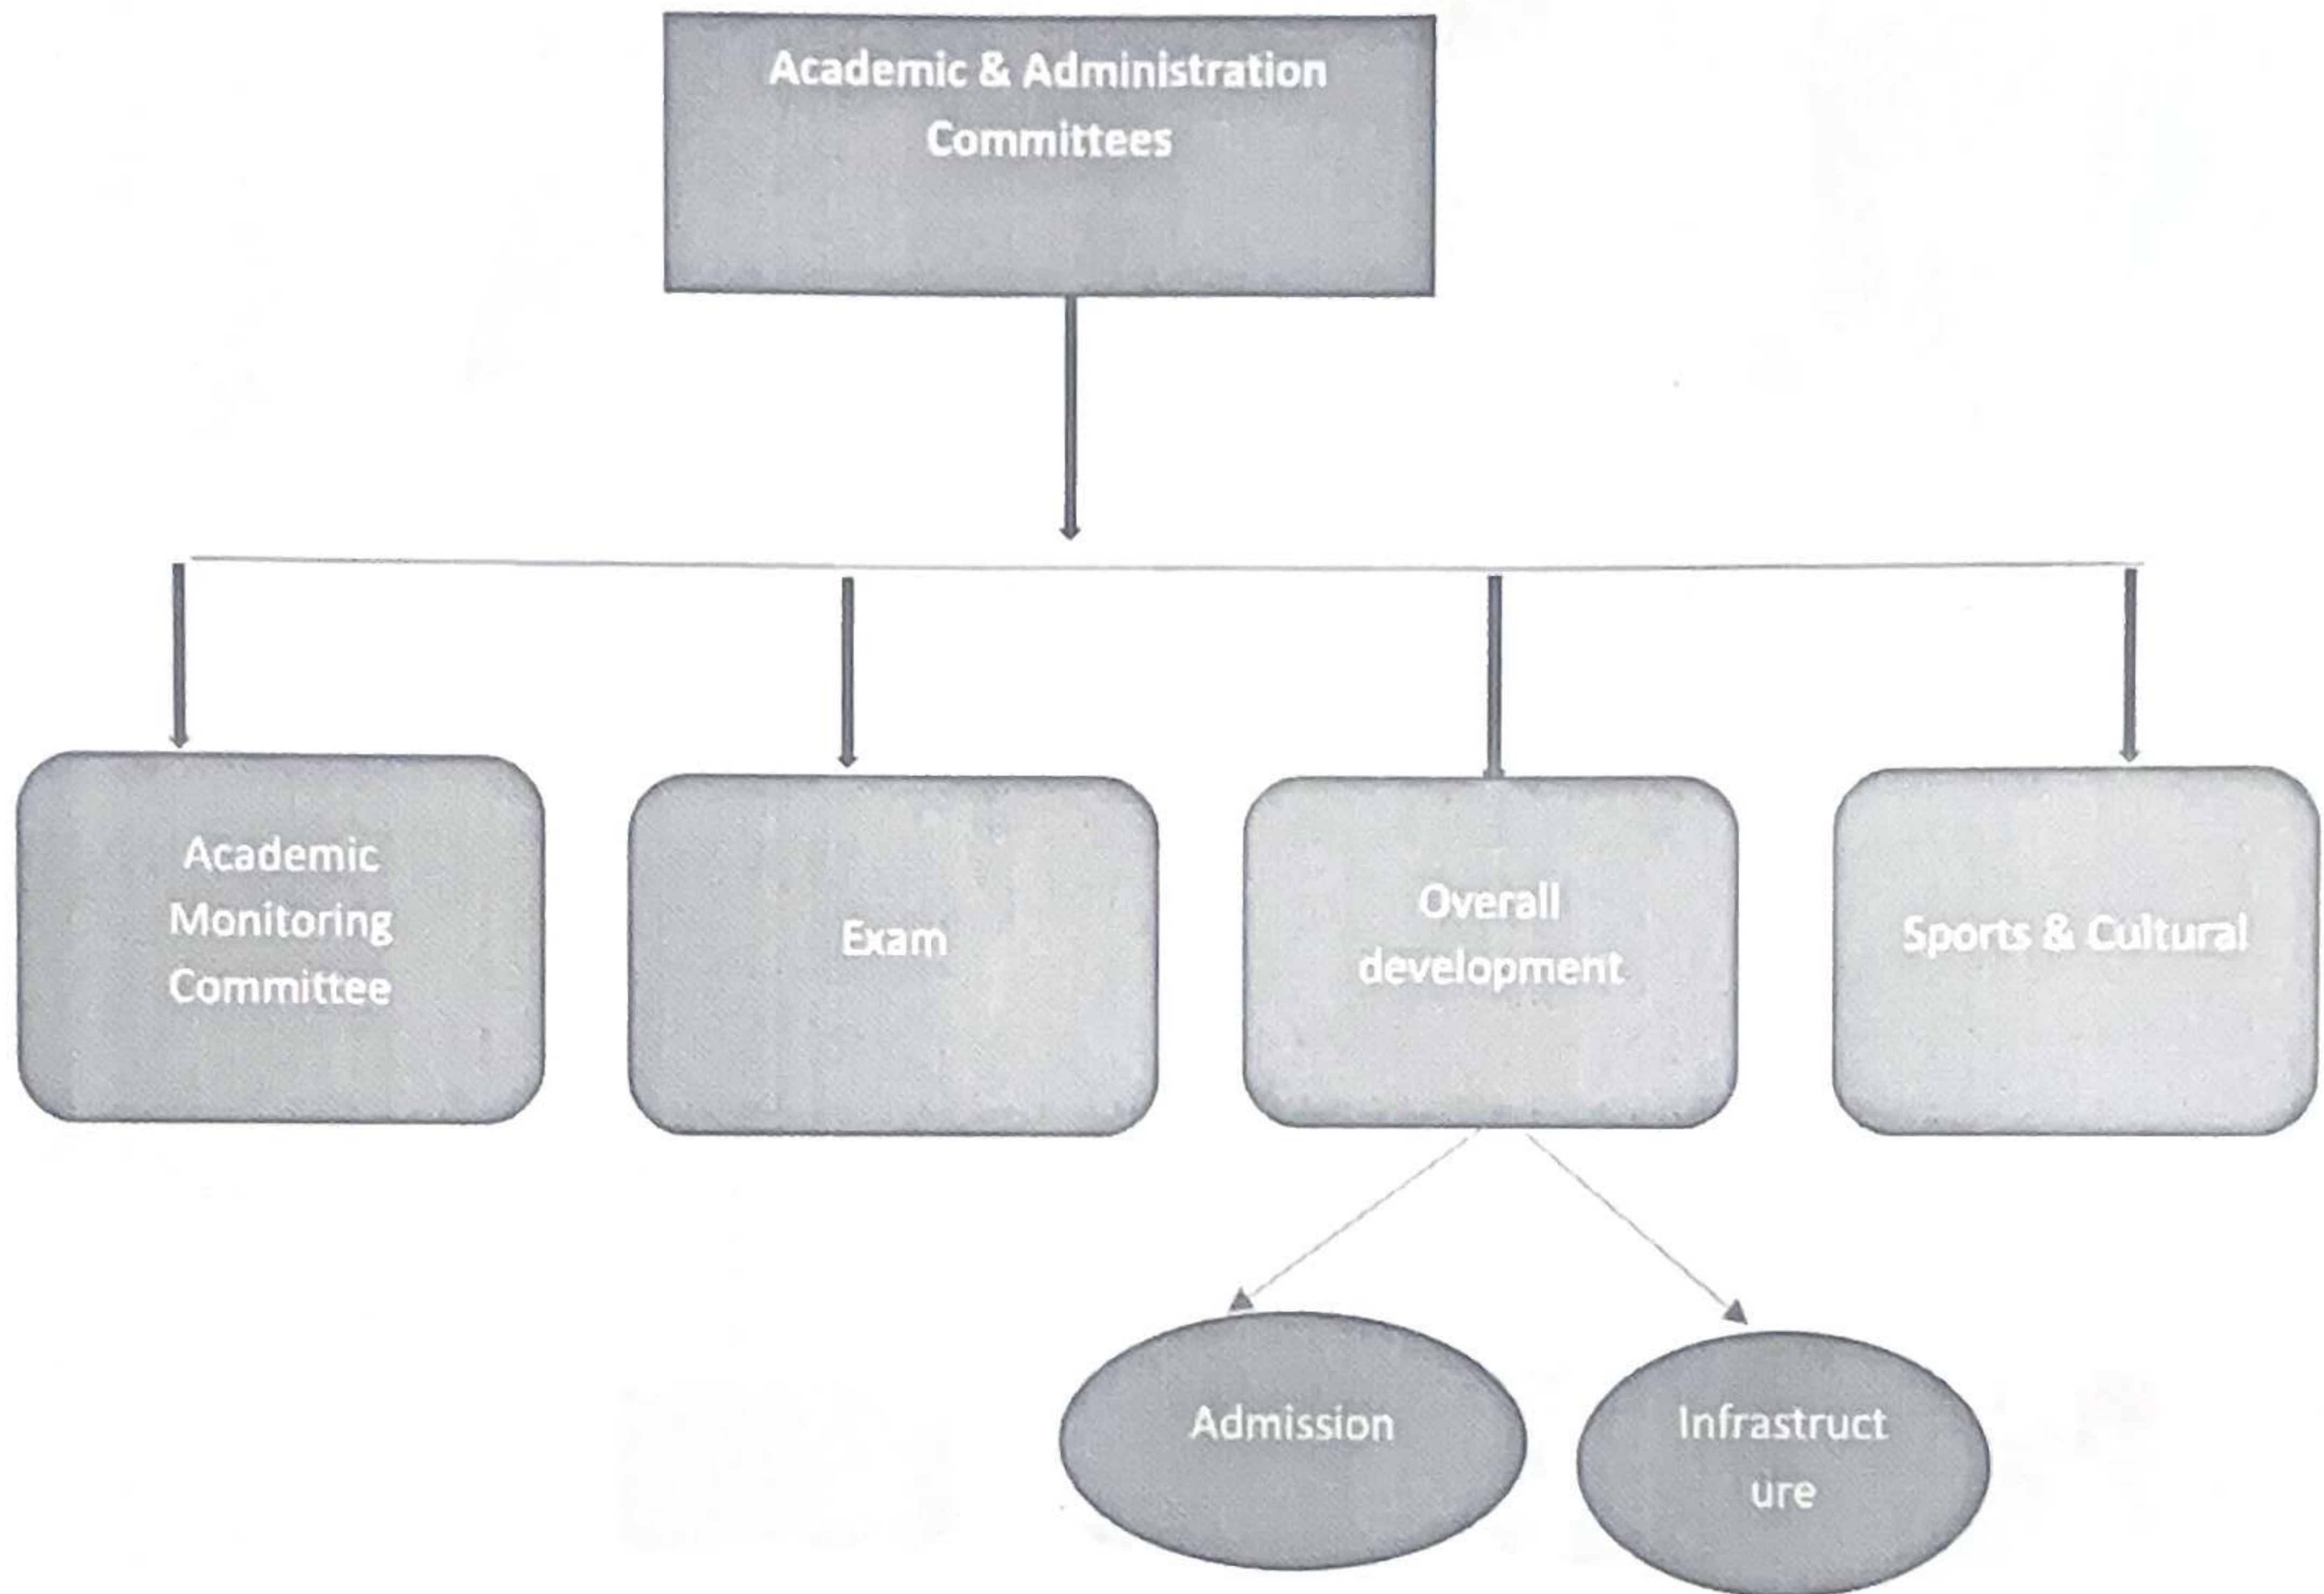 Academic & Administration
Committees
Academic
Monitoring
Committee
Exam
Overall
development
Sports & Cultural
Admission
Infrastruct
ure